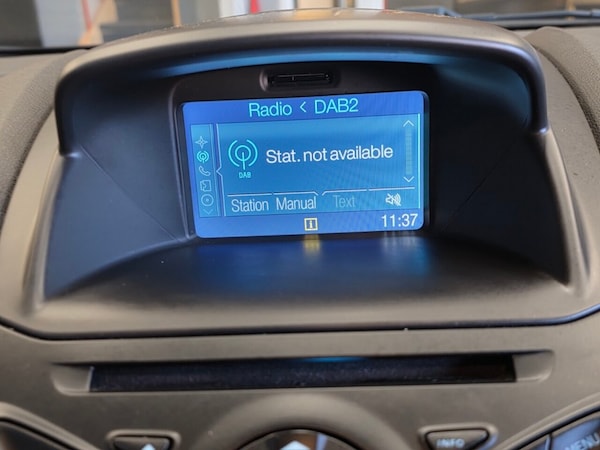 Radio < DAB2
DAB
Stat. not available
Station Manual Text
i 11:37
INFO
MENU